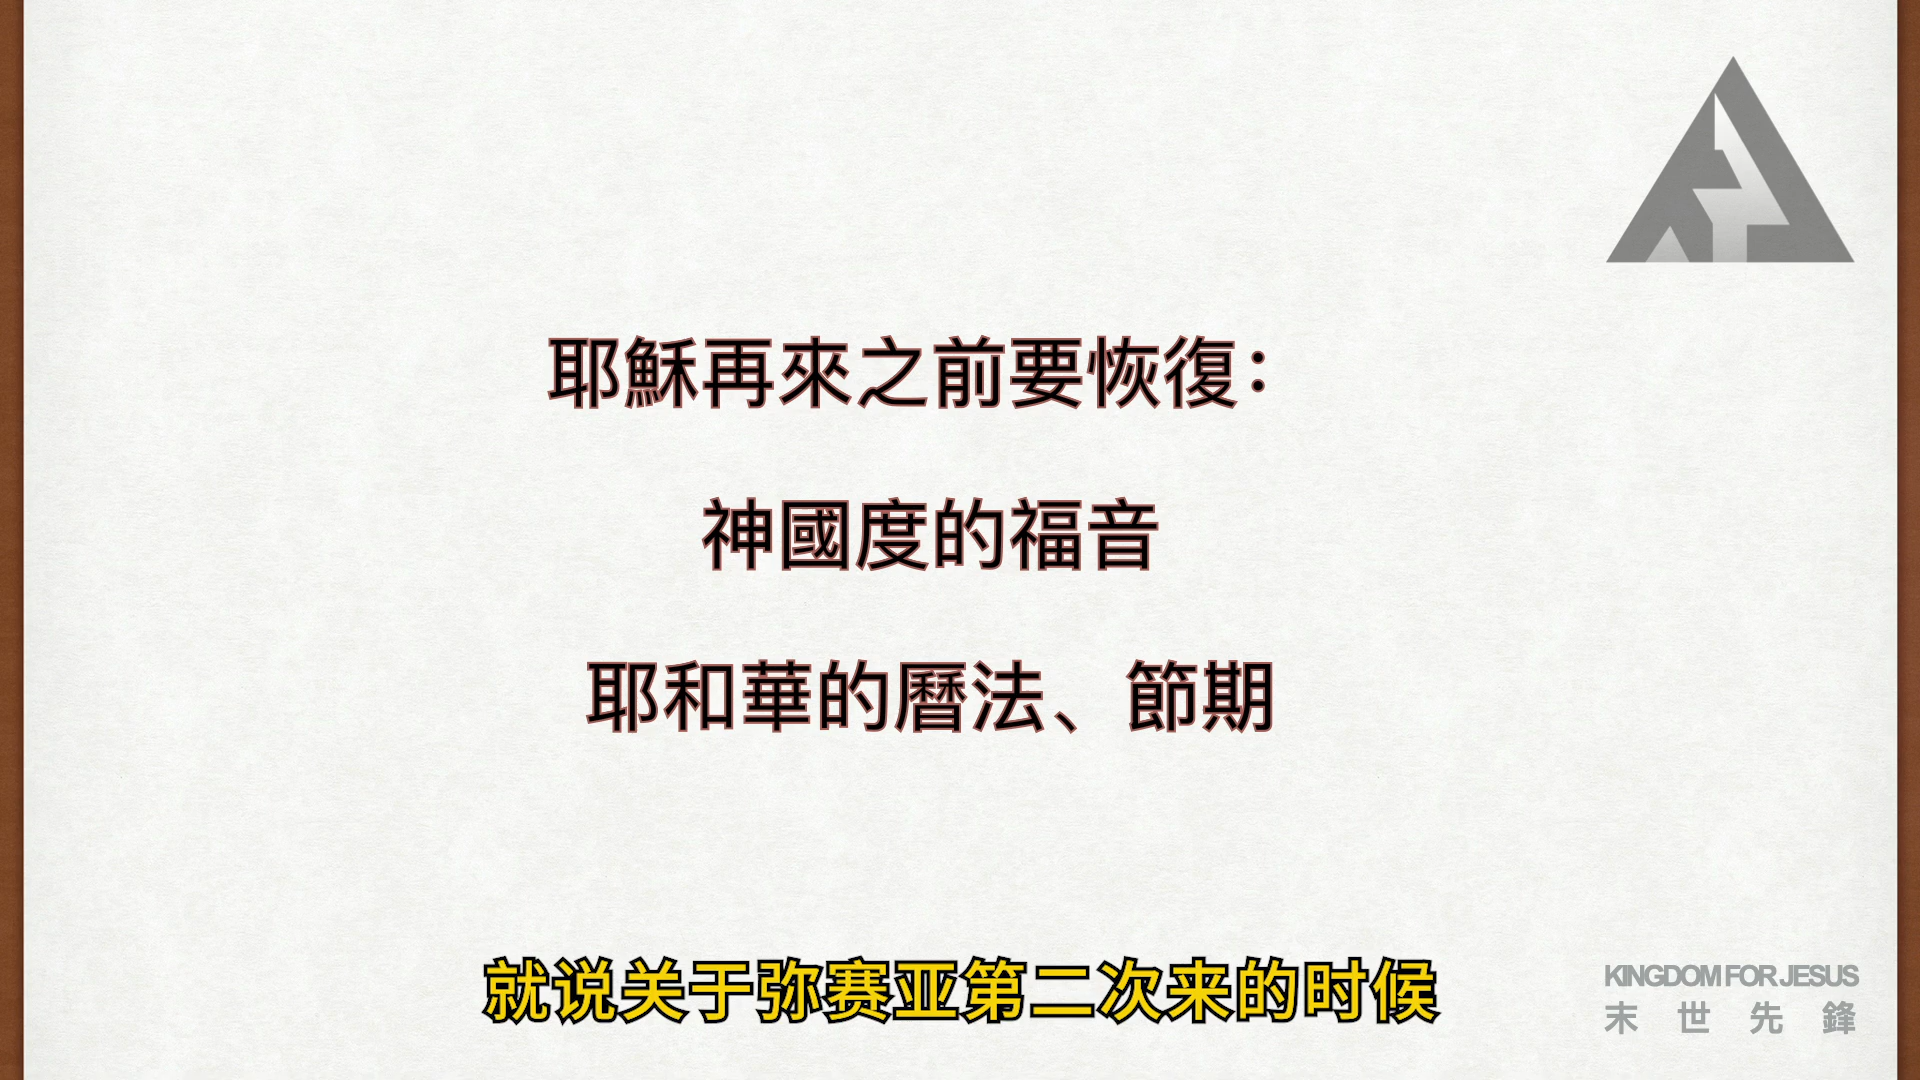 耶穌再來之前要恢復：
神國度的福音
耶和華的曆法、節期
就说关于弥赛亚第二次来的时候
KINGDOM FOR JESUS
末世先鋒